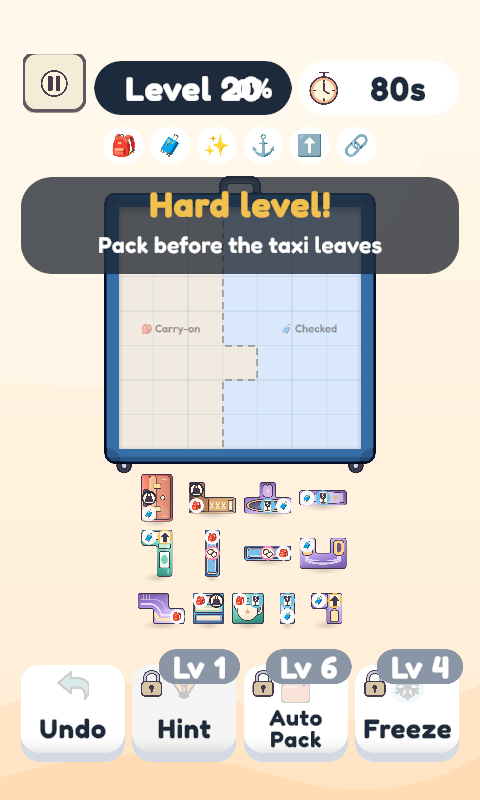 Level 20
80s
Hard level!
Pack before the taxi leaves
Carry-on
Checked
XXX
Lv 1
Lv 6
Lv 4
Undo
Hint
Auto
Pack
Freeze